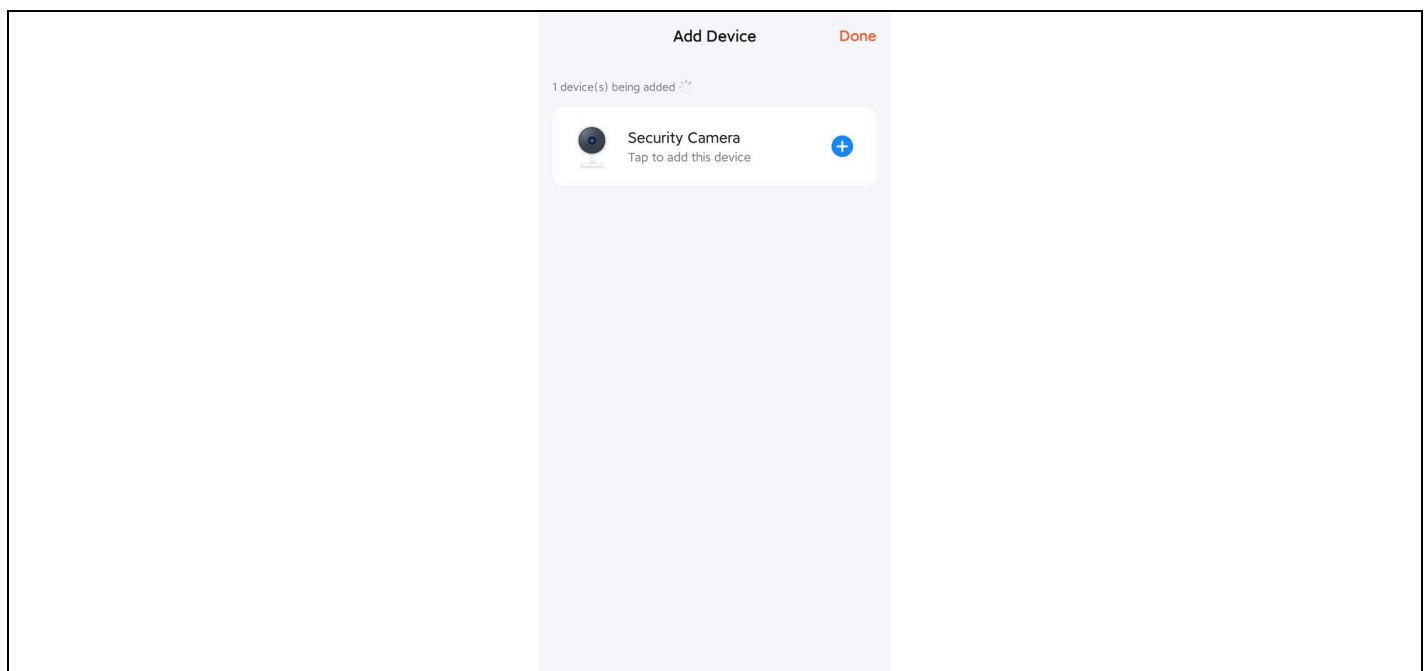 Add Device
Done
1 device(s) being added
Security Camera
Tap to add this device